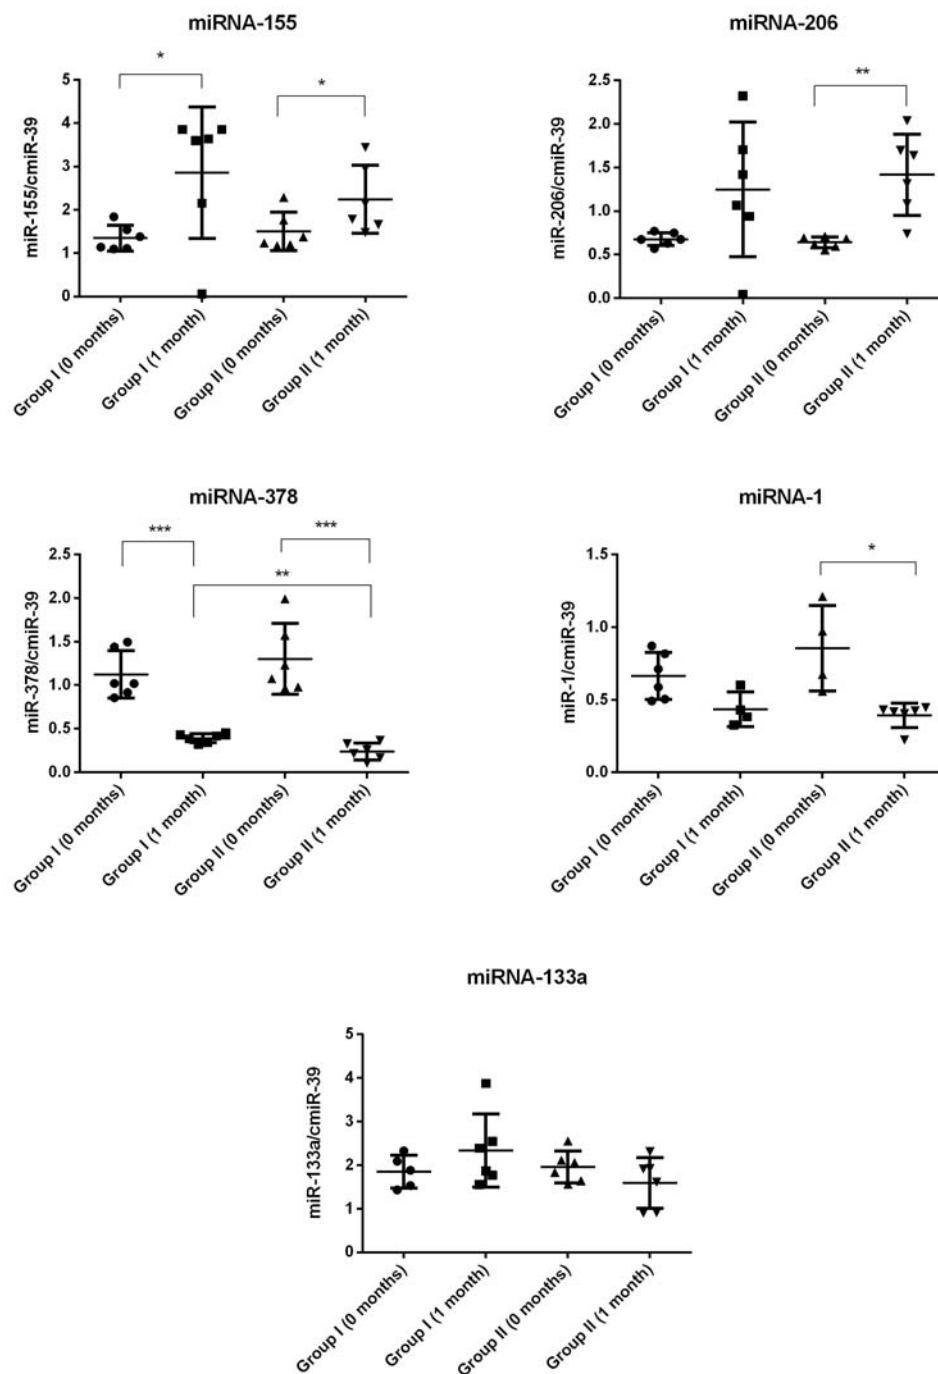 miRNA-155
*
*
miR-155/cmiR-39
5
4
3
2
1
0
Group I (0 months)
Group I (1 month)
Group II (0 months)
Group II (1 month)
miRNA-206
**
miR-206/cmiR-39
2.5
2.0
1.5
1.0
0.5
0.0
Group I (0 months)
Group I (1 month)
Group II (0 months)
Group II (1 month)
miRNA-378
***
***
**
miR-378/cmiR-39
2.5
2.0
1.5
1.0
0.5
0.0
Group I (0 months)
Group I (1 month)
Group II (0 months)
Group II (1 month)
miRNA-1
*
miR-1/cmiR-39
1.5
1.0
0.5
0.0
Group I (0 months)
Group I (1 month)
Group II (0 months)
Group II (1 month)
miRNA-133a
miR-133a/cmiR-39
5
4
3
2
1
0
Group I (0 months)
Group I (1 month)
Group II (0 months)
Group II (1 month)